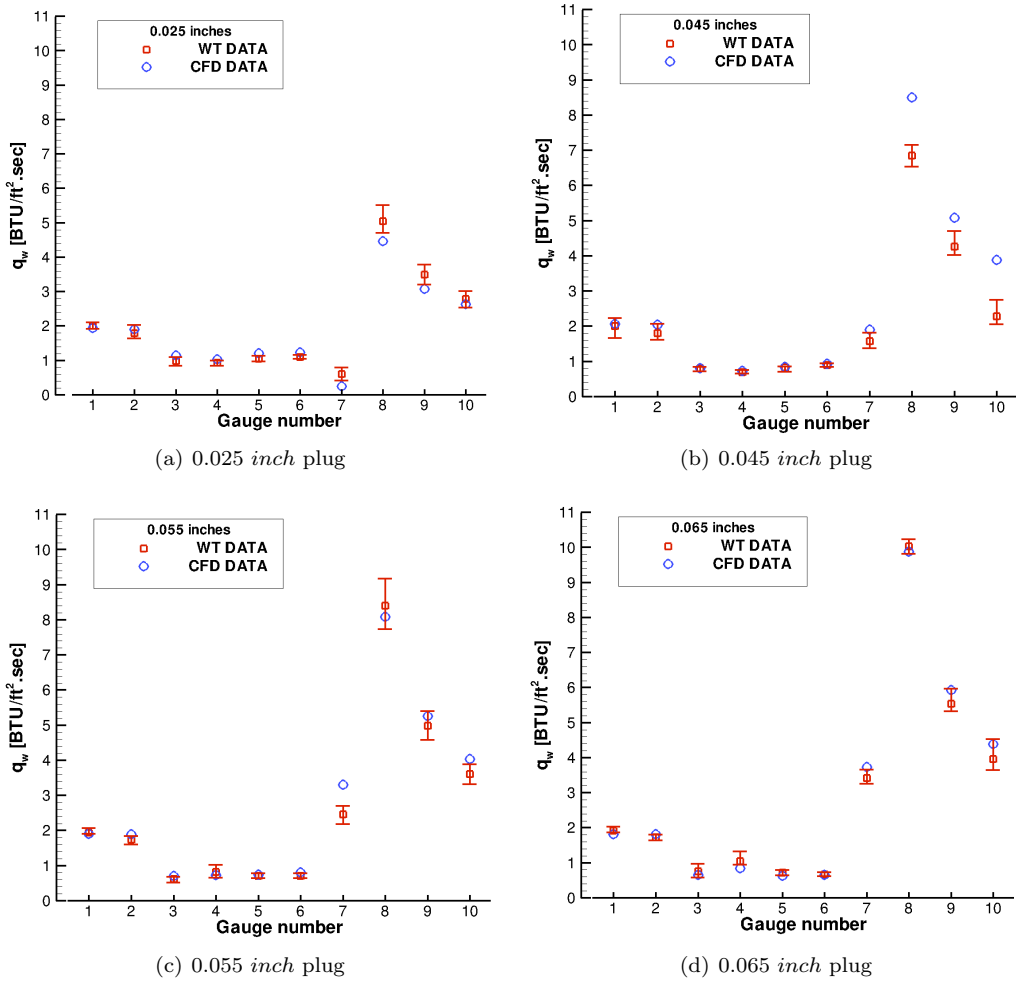 0.025 inches
WT DATA
CFD DATA
q_w [BTU/ft².sec]
11
10
9
8
7
6
5
4
3
2
1
0
1 2 3 4 5 6 7 8 9 10
Gauge number
(a) 0.025 inch plug
0.045 inches
WT DATA
CFD DATA
q_w [BTU/ft².sec]
11
10
9
8
7
6
5
4
3
2
1
0
1 2 3 4 5 6 7 8 9 10
Gauge number
(b) 0.045 inch plug
0.055 inches
WT DATA
CFD DATA
q_w [BTU/ft².sec]
11
10
9
8
7
6
5
4
3
2
1
0
1 2 3 4 5 6 7 8 9 10
Gauge number
(c) 0.055 inch plug
0.065 inches
WT DATA
CFD DATA
q_w [BTU/ft².sec]
11
10
9
8
7
6
5
4
3
2
1
0
1 2 3 4 5 6 7 8 9 10
Gauge number
(d) 0.065 inch plug